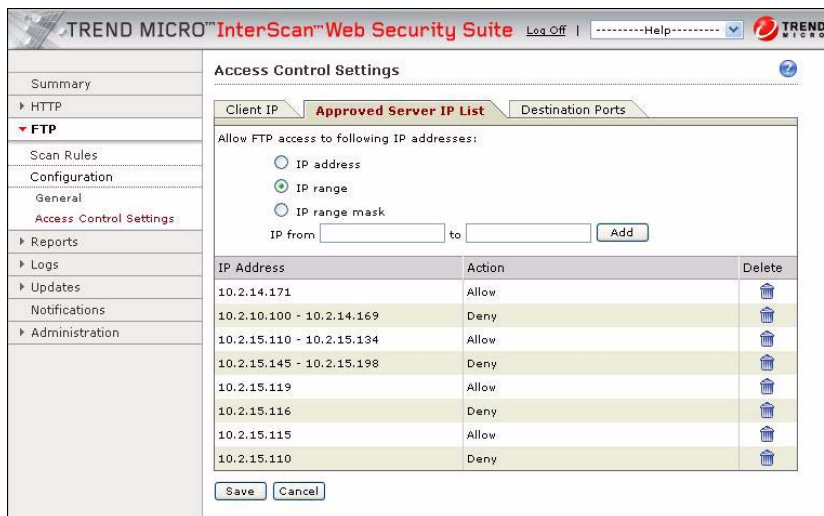 TREND MICRO™ InterScan™ Web Security Suite Log Off | ---------Help---------
TREND
MICRO
Summary
HTTP
FTP
Scan Rules
Configuration
General
Access Control Settings
Reports
Logs
Updates
Notifications
Administration
Access Control Settings
Client IP Approved Server IP List Destination Ports
Allow FTP access to following IP addresses:
IP address
IP range
IP range mask
IP from to Add
IP Address Action Delete
10.2.14.171 Allow
10.2.10.100 - 10.2.14.169 Deny
10.2.15.110 - 10.2.15.134 Allow
10.2.15.145 - 10.2.15.198 Deny
10.2.15.119 Allow
10.2.15.116 Deny
10.2.15.115 Allow
10.2.15.110 Deny
Save Cancel